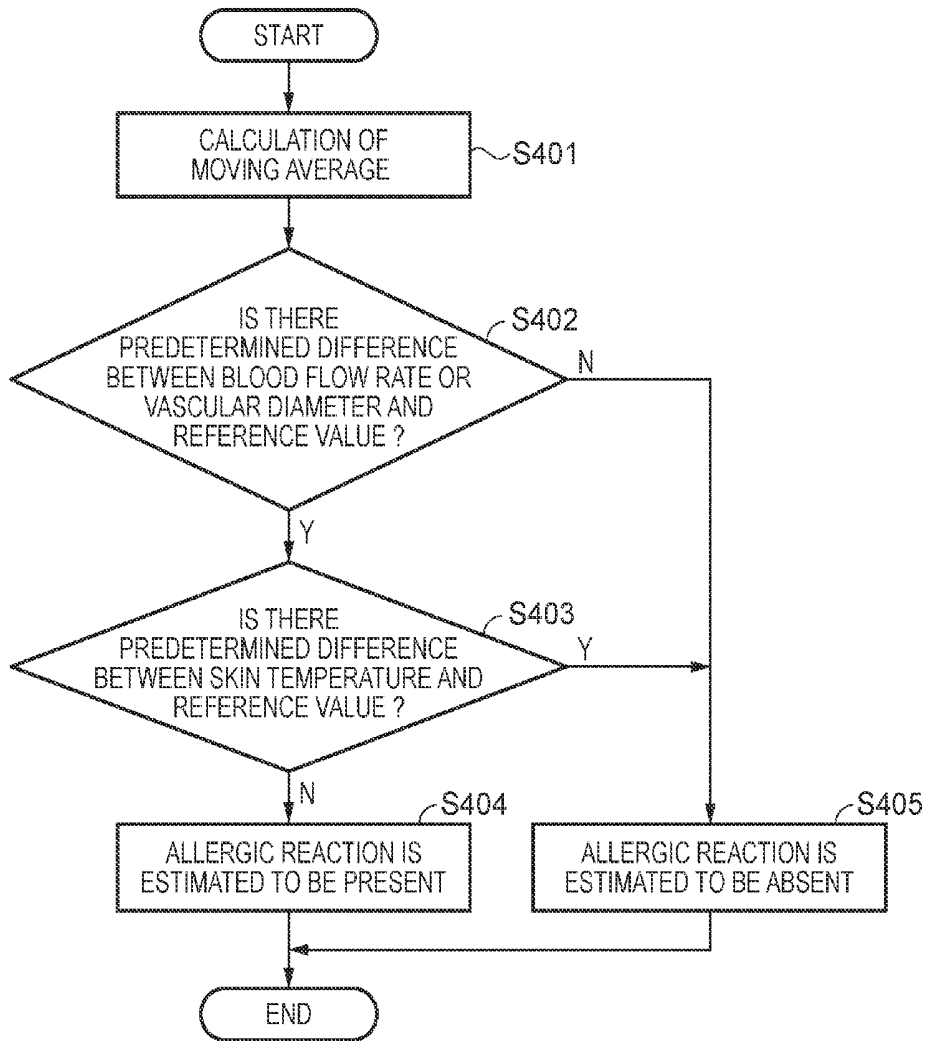 START
CALCULATION OF
MOVING AVERAGE
S401
IS THERE
PREDETERMINED DIFFERENCE
BETWEEN BLOOD FLOW RATE OR
VASCULAR DIAMETER AND
REFERENCE VALUE ?
S402
N
Y
IS THERE
PREDETERMINED DIFFERENCE
BETWEEN SKIN TEMPERATURE AND
REFERENCE VALUE ?
S403
Y
N
S404
ALLERGIC REACTION IS
ESTIMATED TO BE PRESENT
S405
ALLERGIC REACTION IS
ESTIMATED TO BE ABSENT
END